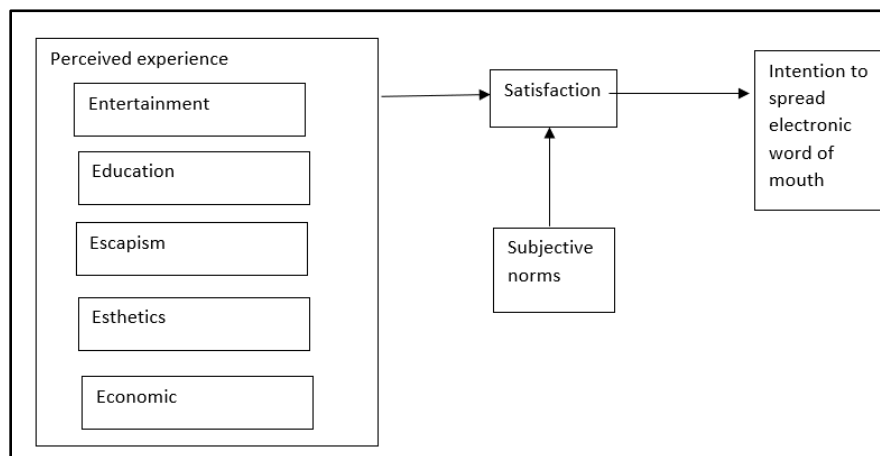 Perceived experience
Entertainment
Education
Escapism
Esthetics
Economic
Satisfaction
Subjective
norms
Intention to
spread
electronic
word of
mouth